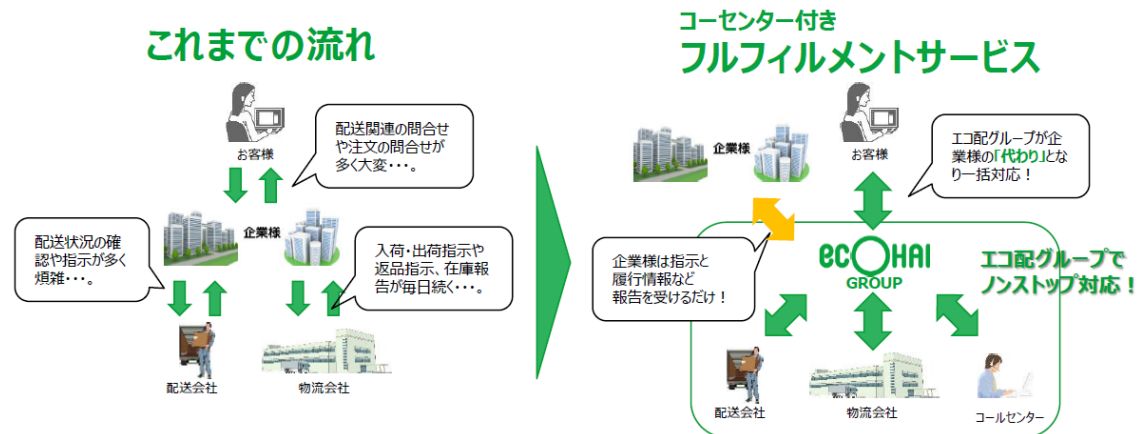 これまでの流れ
お客様
配送関連の問合せ
や注文の問合せが
多く大変・・・。
配送状況の確
認や指示が多く
煩雑・・・。
企業様
入荷・出荷指示や
返品指示、在庫報
告が毎日続く・・・。
配送会社
物流会社
コーセンター付き
フルフィルメントサービス
企業様
お客様
エコ配グループが企
業様の「代わり」とな
り一括対応！
企業様は指示と
履行情報など
報告を受けるだけ！
ecOHAI
GROUP
エコ配グループで
ノンストップ対応！
配送会社
物流会社
コールセンター